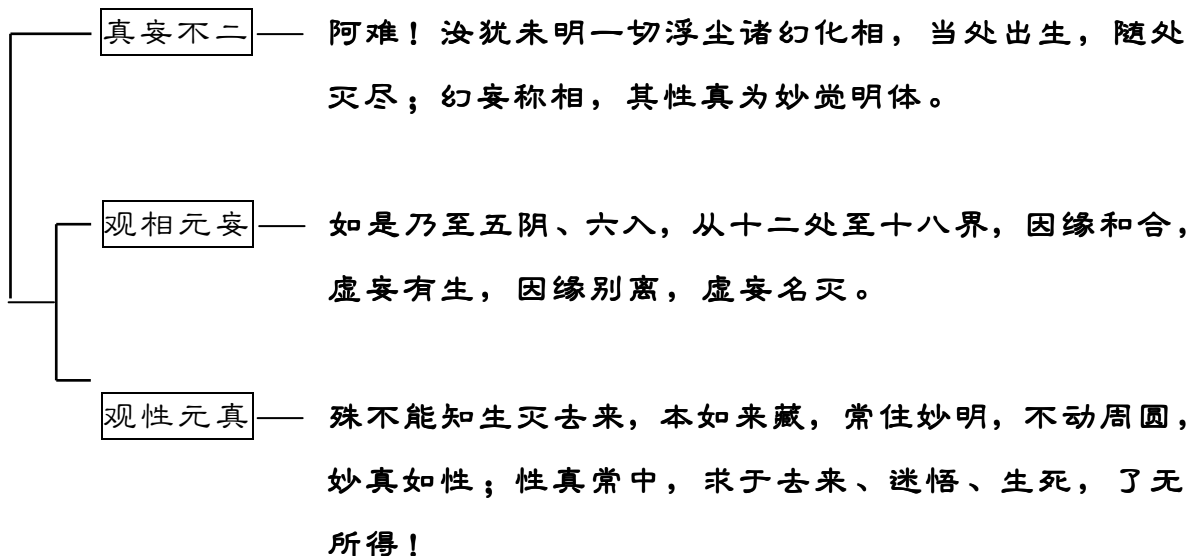 真妄不二 阿难！汝犹未明一切浮尘诸幻化相，当处出生，随处
灭尽；幻妄称相，其性真为妙觉明体。
观相元妄 如是乃至五阴、六入，从十二处至十八界，因缘和合，
虚妄有生，因缘别离，虚妄名灭。
观性元真 殊不能知生灭去来，本如来藏，常住妙明，不动周圆，
妙真如性；性真常中，求于去来、迷悟、生死，了无
所得！